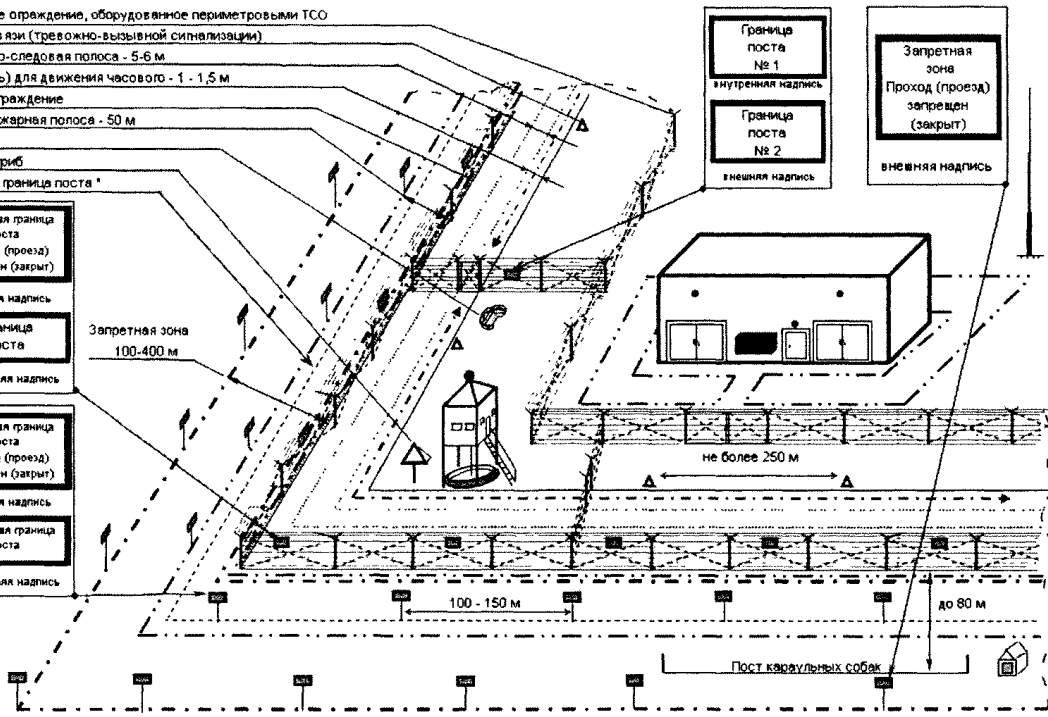 е ограждение, оборудованное периметровыми ТСО
вязи (тревожно-вызывной сигнализации)
о-следовая полоса - 5-6 м
ь) для движения часового - 1 - 1,5 м
граждение
жарная полоса - 50 м
риб
граница поста *
ая граница
оста
(проезд)
н (закрыт)
я надпись
аница
оста
няя надпись
ая граница
оста
(проезд)
н (закрыт)
я надпись
ая граница
оста
няя надпись
Запретная зона
100-400 м
Граница
поста
№ 1
внутренняя надпись
Граница
поста
№ 2
внешняя надпись
Запретная
зона
Проход (проезд)
запрещен
(закрыт)
внешняя надпись
не более 250 м
100 - 150 м
до 80 м
Пост караульных собак